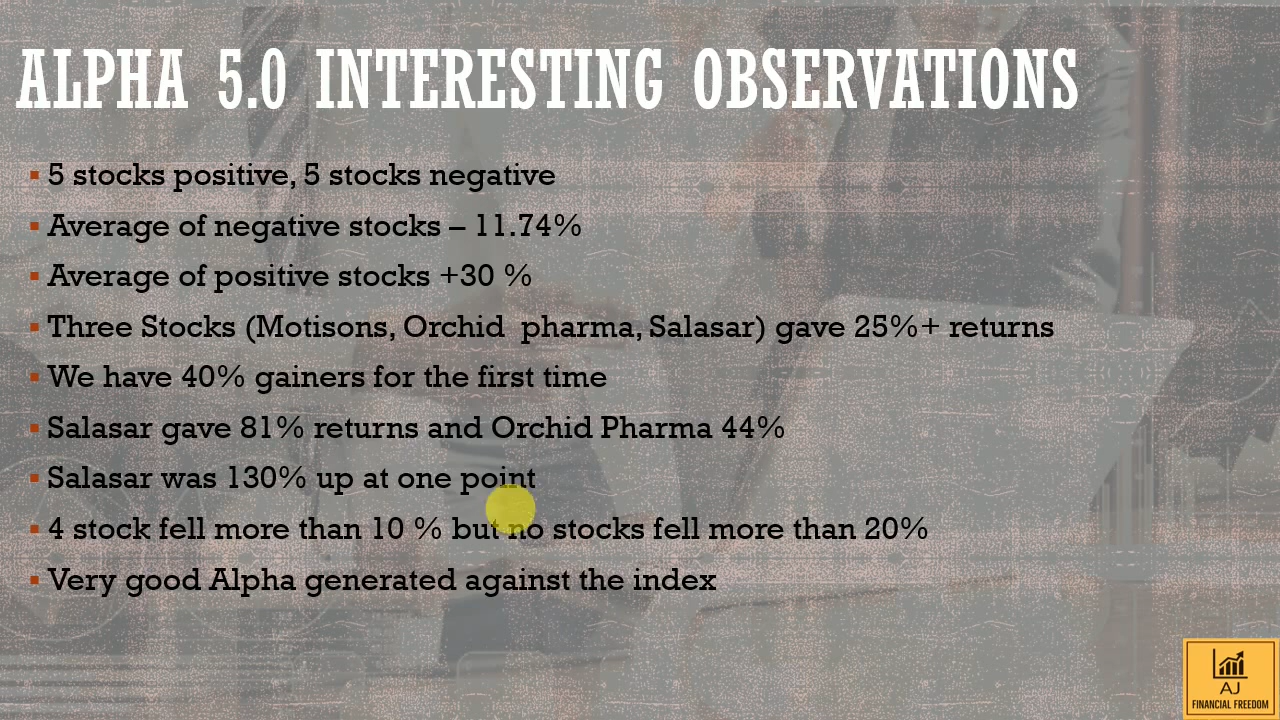 ALPHA 5.0 INTERESTING OBSERVATIONS
5 stocks positive, 5 stocks negative
Average of negative stocks – 11.74%
Average of positive stocks +30 %
Three Stocks (Motisons, Orchid pharma, Salasar) gave 25%+ returns
We have 40% gainers for the first time
Salasar gave 81% returns and Orchid Pharma 44%
Salasar was 130% up at one point
4 stock fell more than 10 % but no stocks fell more than 20%
Very good Alpha generated against the index
AJ
FINANCIAL FREEDOM